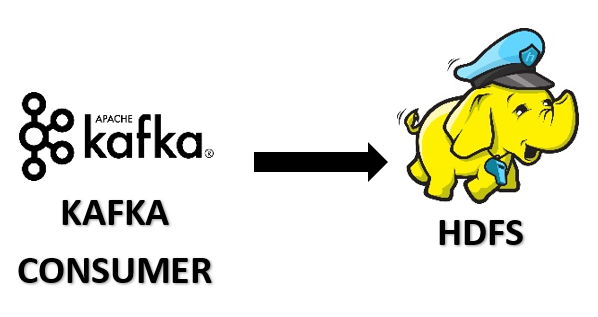 APACHE
kafka®
KAFKA
CONSUMER
HDFS